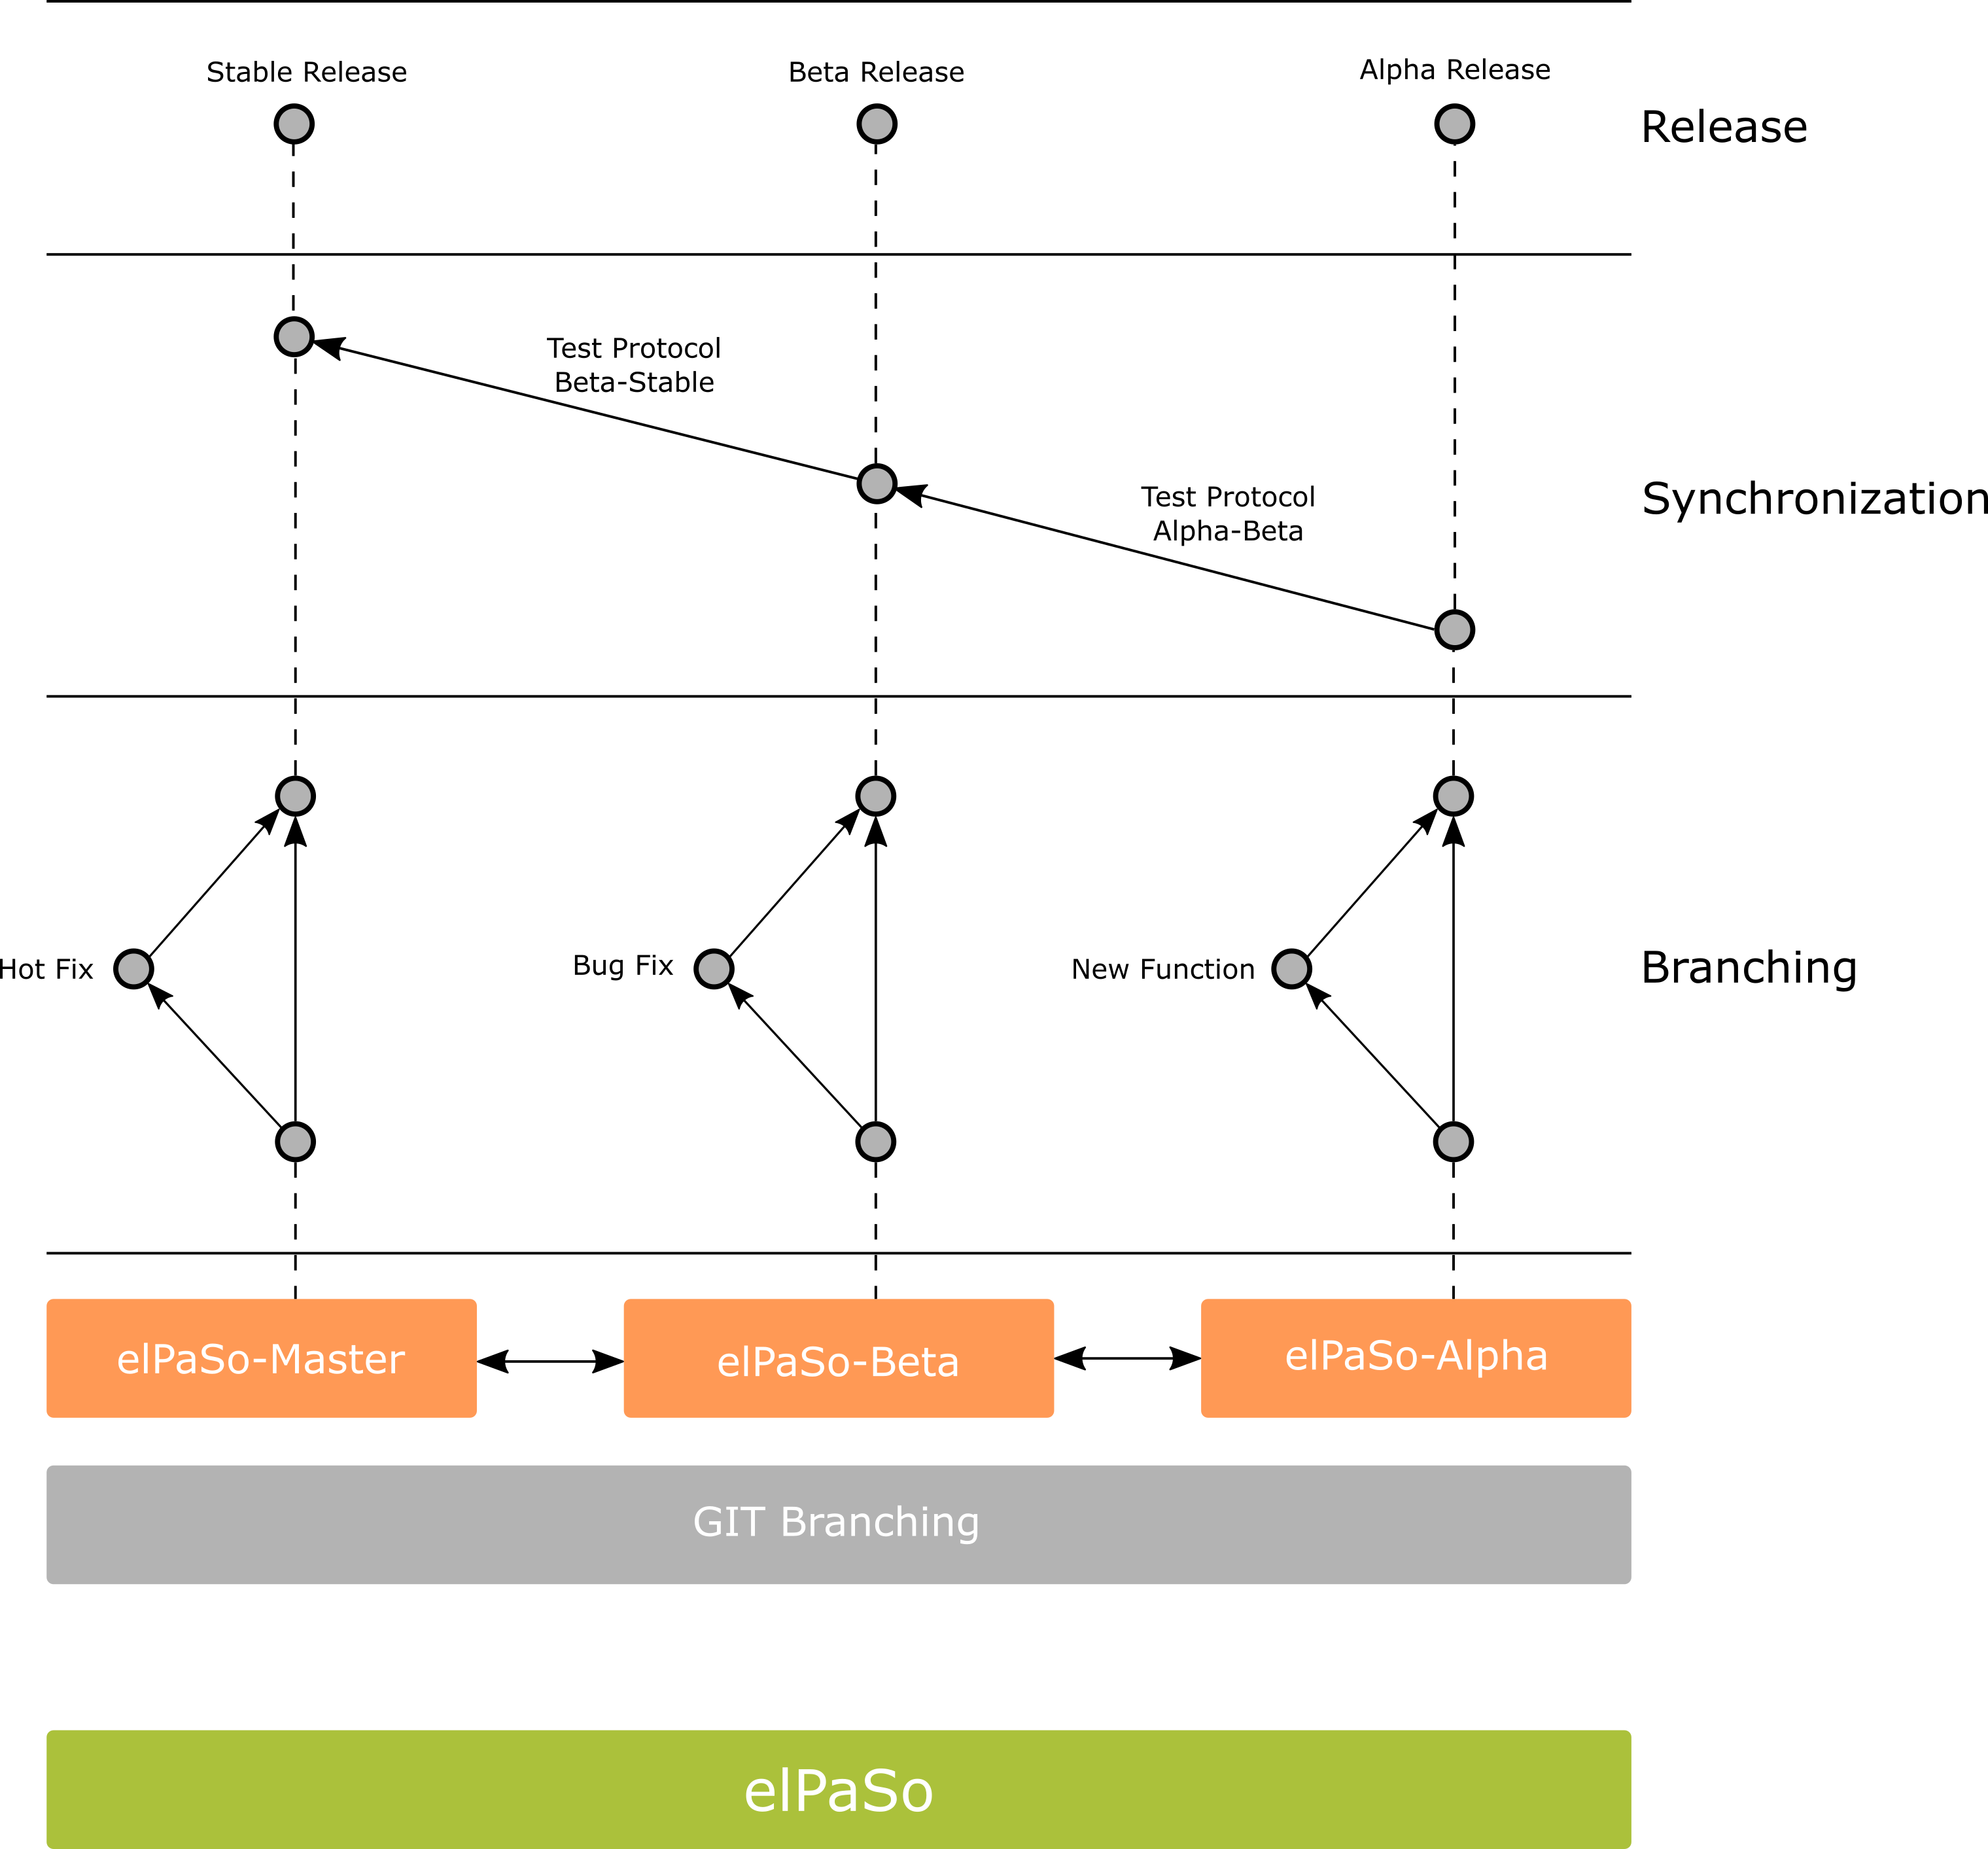 Stable Release
Beta Release
Alpha Release
Release
Test Protocol
Beta-Stable
Test Protocol
Alpha-Beta
Synchronization
Hot Fix
Bug Fix
New Function
Branching
elPaSo-Master
elPaSo-Beta
elPaSo-Alpha
GIT Branching
elPaSo